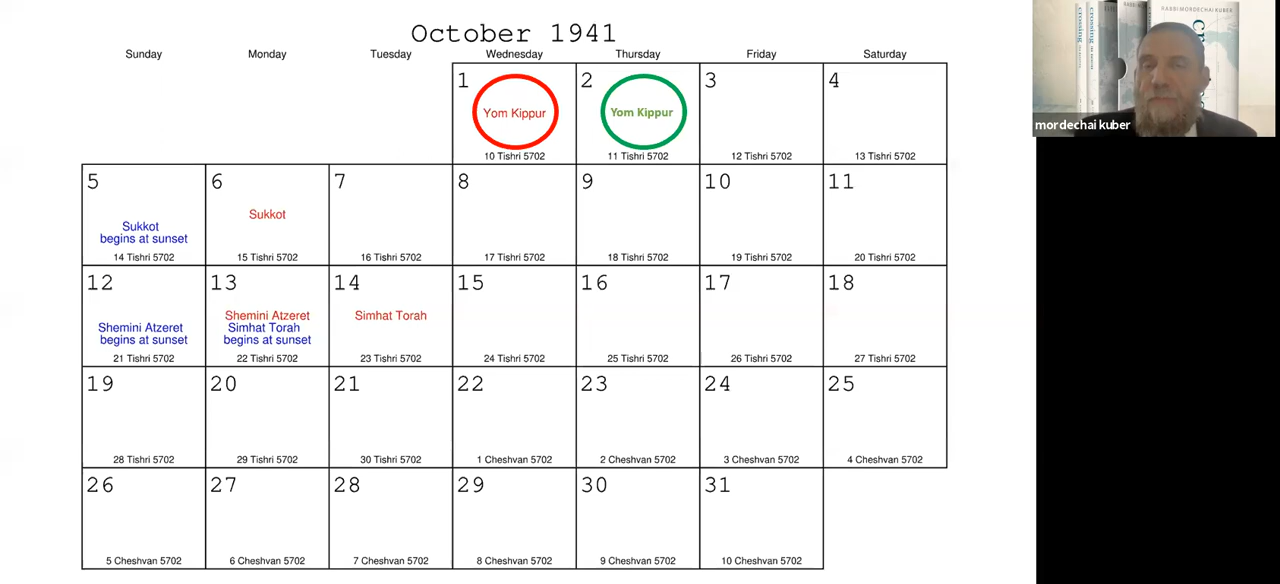 October 1941
Sunday Monday Tuesday Wednesday Thursday Friday Saturday
1
Yom Kippur
10 Tishri 5702
2
Yom Kippur
11 Tishri 5702
3
12 Tishri 5702
4
13 Tishri 5702
5
Sukkot
begins at sunset
14 Tishri 5702
6
Sukkot
15 Tishri 5702
7
16 Tishri 5702
8
17 Tishri 5702
9
18 Tishri 5702
10
19 Tishri 5702
11
20 Tishri 5702
12
Shemini Atzeret
begins at sunset
21 Tishri 5702
13
Shemini Atzeret
Simhat Torah
begins at sunset
22 Tishri 5702
14
Simhat Torah
23 Tishri 5702
15
24 Tishri 5702
16
25 Tishri 5702
17
26 Tishri 5702
18
27 Tishri 5702
19
28 Tishri 5702
20
29 Tishri 5702
21
30 Tishri 5702
22
1 Cheshvan 5702
23
2 Cheshvan 5702
24
3 Cheshvan 5702
25
4 Cheshvan 5702
26
5 Cheshvan 5702
27
6 Cheshvan 5702
28
7 Cheshvan 5702
29
8 Cheshvan 5702
30
9 Cheshvan 5702
31
10 Cheshvan 5702
RABBI MORDECHAI KUBER
crossing
crossing
mordechai kuber